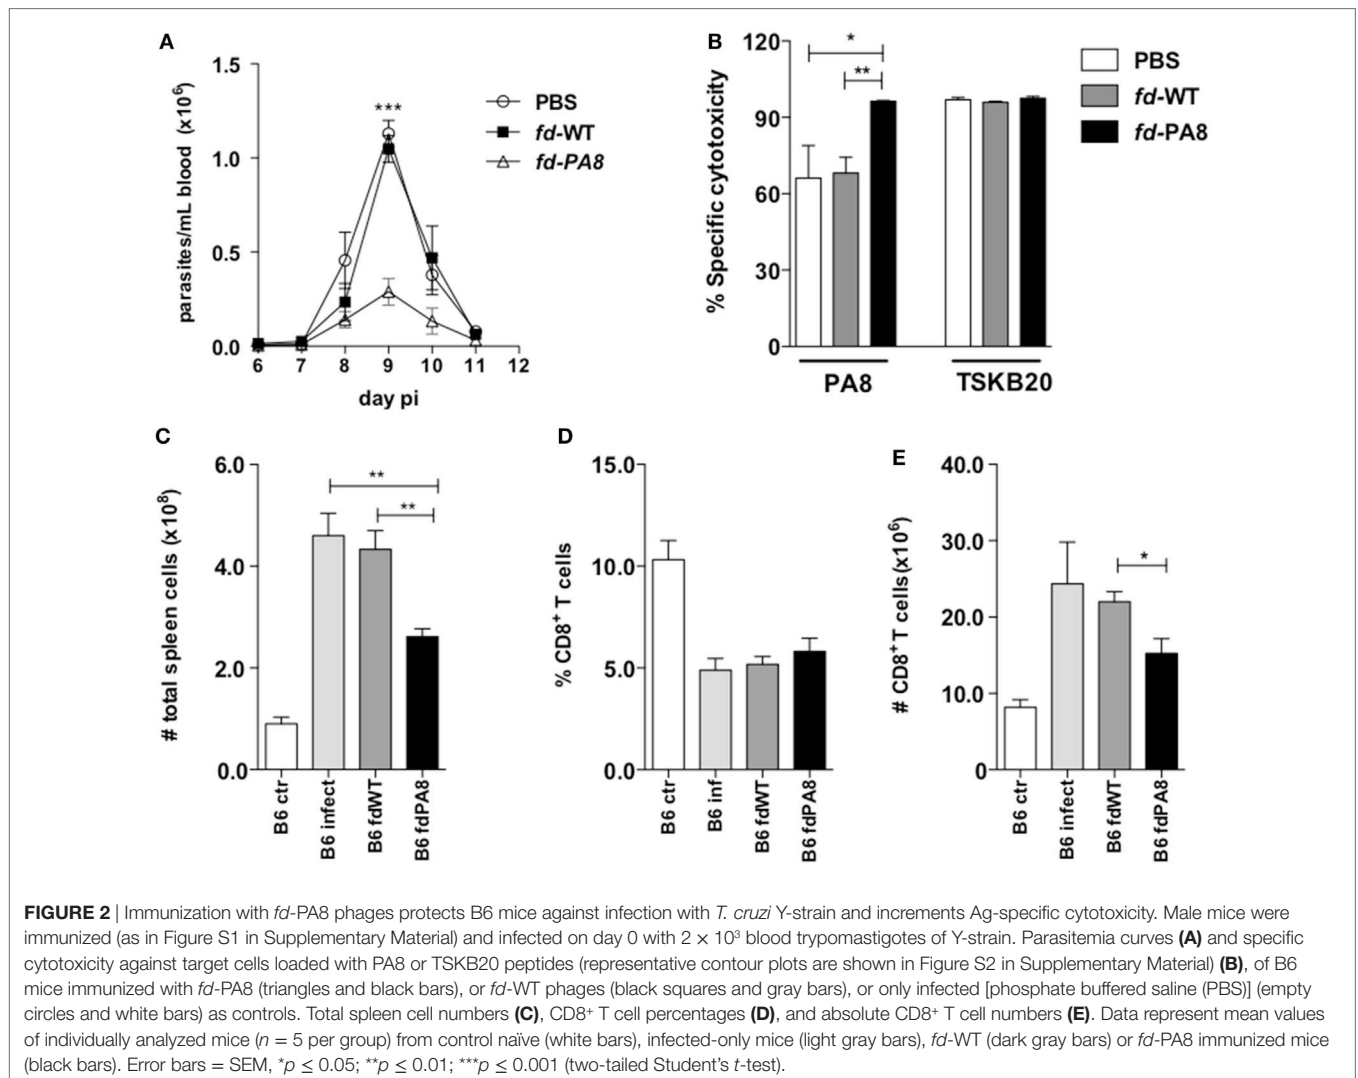 A
1.5
1.0
0.5
0.0
parasites/mL blood (x10⁶)
***
PBS
fd-WT
fd-PA8
6 7 8 9 10 11 12
day pi
B
120
90
60
30
0
% Specific cytotoxicity
*
**
PBS
fd-WT
fd-PA8
PA8 TSKB20
C
6.0
4.0
2.0
0.0
# total spleen cells (x10⁸)
**
**
B6 ctr
B6 infect
B6 fdWT
B6 fdPA8
D
15.0
10.0
5.0
0.0
% CD8⁺ T cells
B6 ctr
B6 inf
B6 fdWT
B6 fdPA8
E
40.0
30.0
20.0
10.0
0
# CD8⁺ T cells(x10⁶)
*
B6 ctr
B6 infect
B6 fdWT
B6 fdPA8
FIGURE 2 | Immunization with fd-PA8 phages protects B6 mice against infection with T. cruzi Y-strain and increments Ag-specific cytotoxicity. Male mice were
immunized (as in Figure S1 in Supplementary Material) and infected on day 0 with 2 × 10³ blood trypomastigotes of Y-strain. Parasitemia curves (A) and specific
cytotoxicity against target cells loaded with PA8 or TSKB20 peptides (representative contour plots are shown in Figure S2 in Supplementary Material) (B), of B6
mice immunized with fd-PA8 (triangles and black bars), or fd-WT phages (black squares and gray bars), or only infected [phosphate buffered saline (PBS)] (empty
circles and white bars) as controls. Total spleen cell numbers (C), CD8⁺ T cell percentages (D), and absolute CD8⁺ T cell numbers (E). Data represent mean values
of individually analyzed mice (n = 5 per group) from control naïve (white bars), infected-only mice (light gray bars), fd-WT (dark gray bars) or fd-PA8 immunized mice
(black bars). Error bars = SEM, *p ≤ 0.05; **p ≤ 0.01; ***p ≤ 0.001 (two-tailed Student’s t-test).